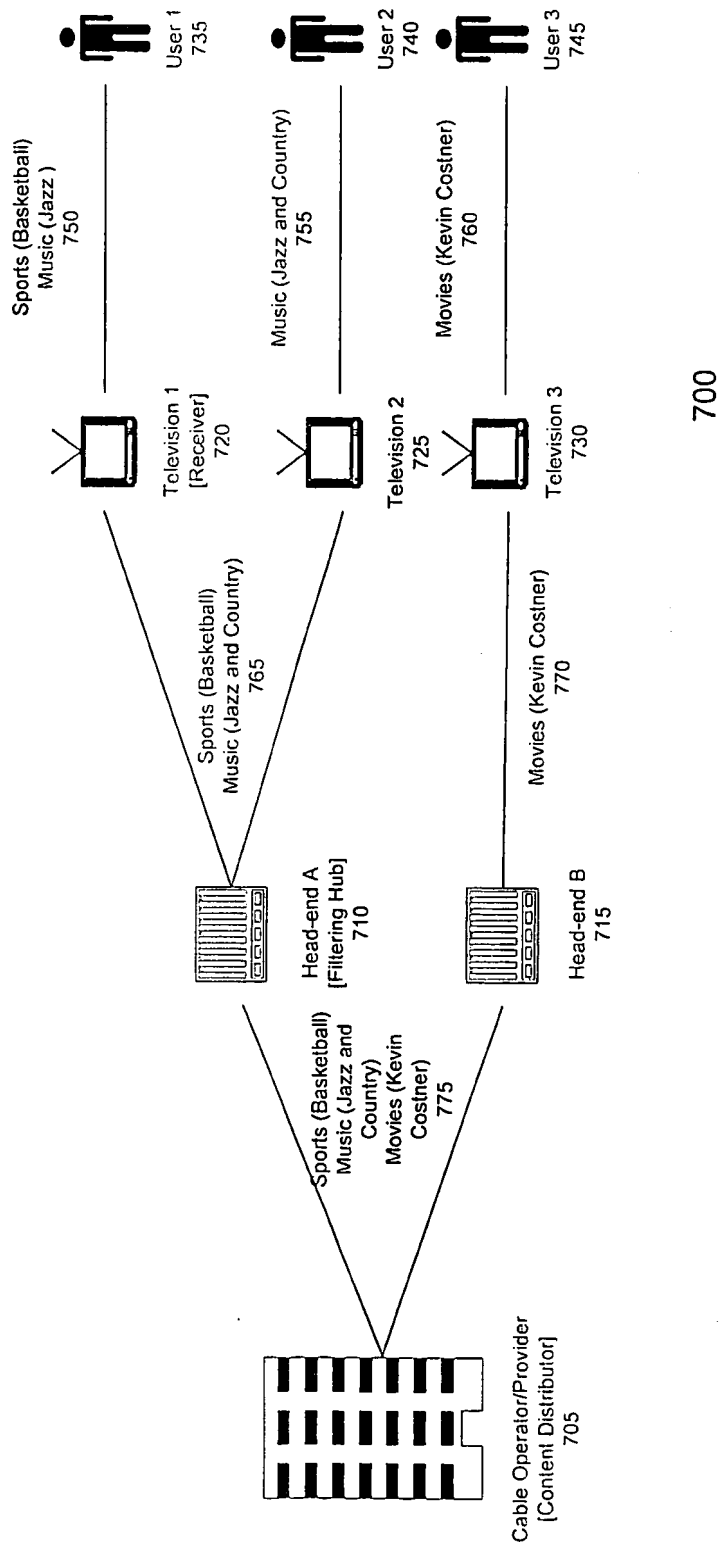 Cable Operator/Provider
[Content Distributor]
705
Sports (Basketball)
Music (Jazz and
Country)
Movies (Kevin
Costner)
775
Head-end A
[Filtering Hub]
710
Head-end B
715
Sports (Basketball)
Music (Jazz and Country)
765
Movies (Kevin Costner)
770
Television 1
[Receiver]
720
Television 2
725
Television 3
730
Sports (Basketball)
Music (Jazz )
750
Music (Jazz and Country)
755
Movies (Kevin Costner)
760
User 1
735
User 2
740
User 3
745
700